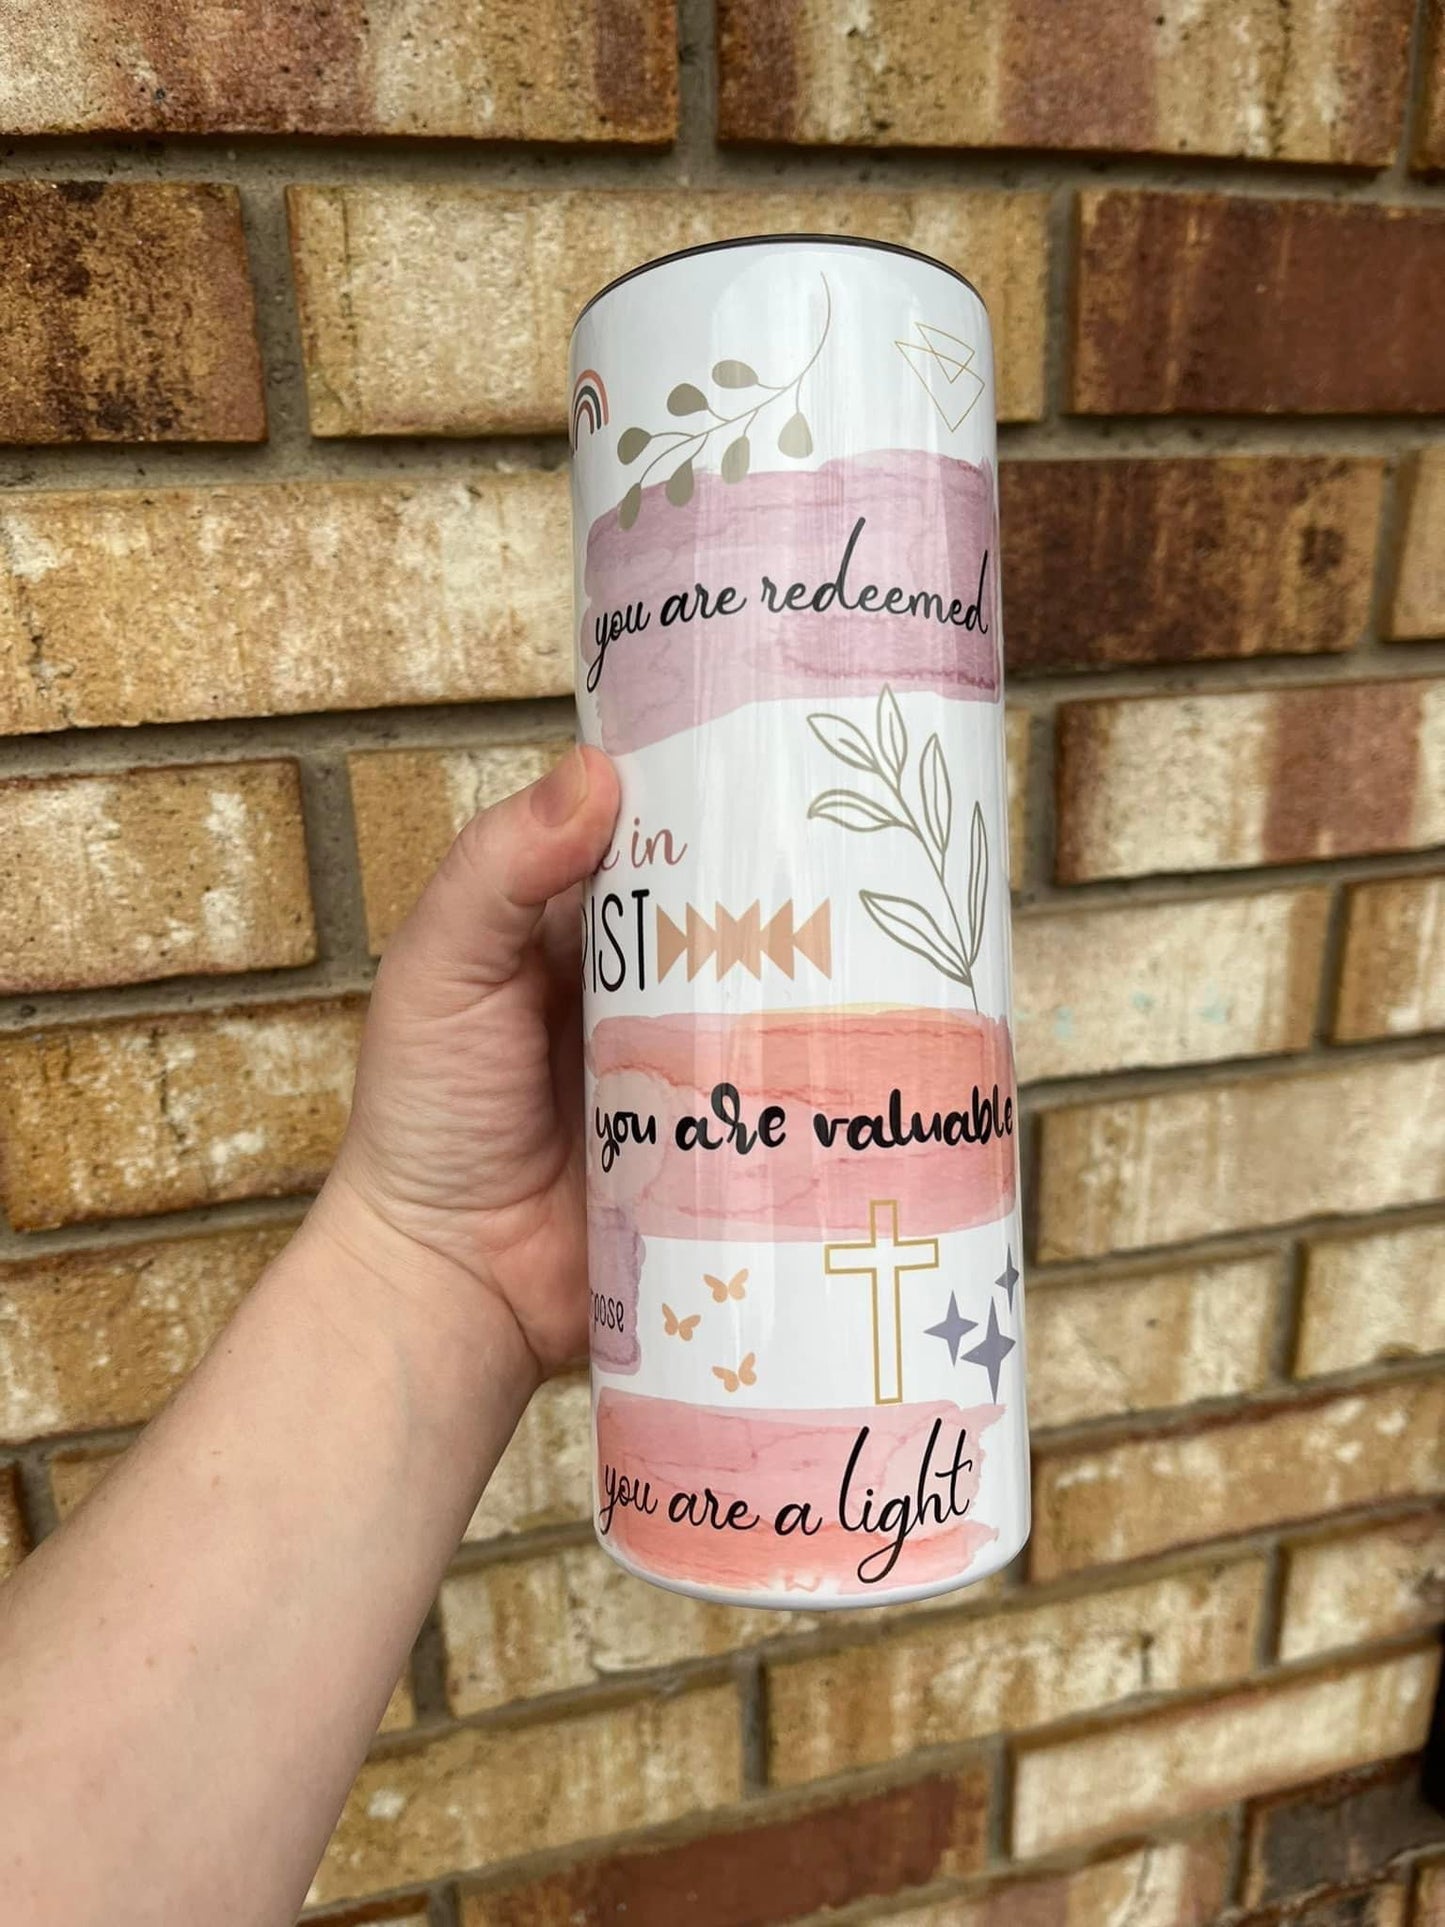 you are redeemed
in
RIST
you are valuable
pose
you are a light